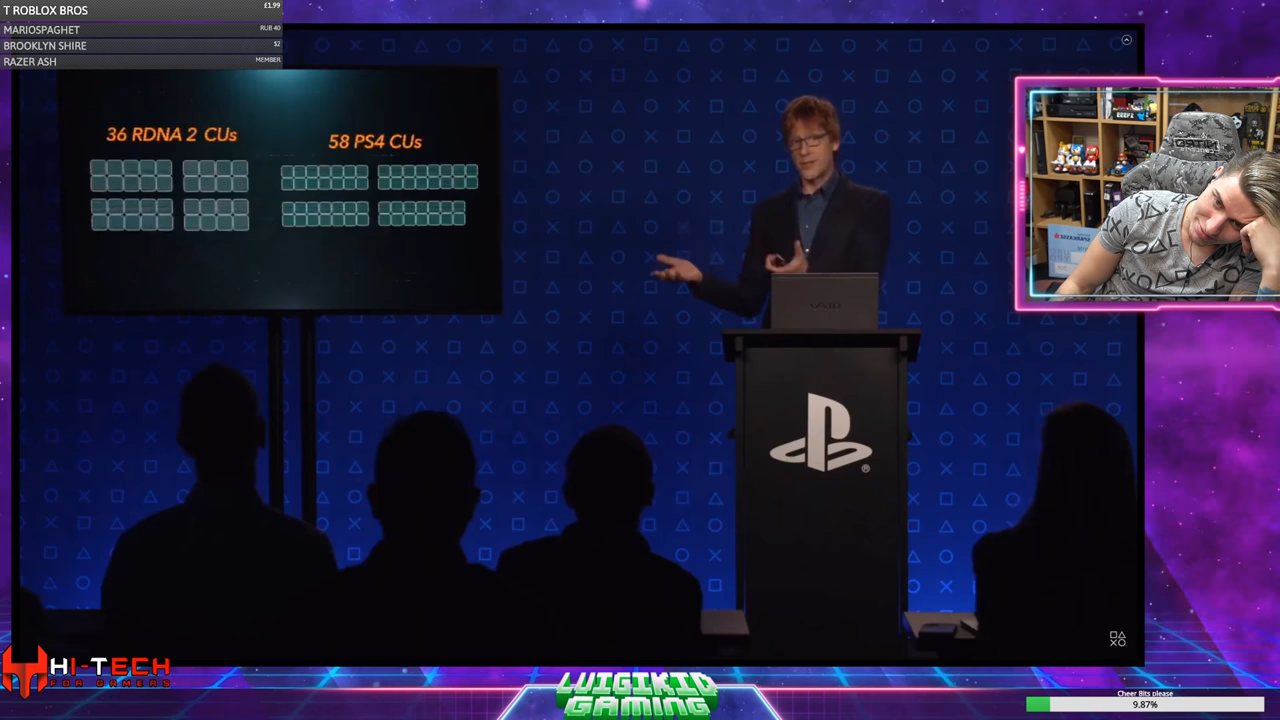 T ROBLOX BROS £1.99
MARIOSPAGHET RUB 40
BROOKLYN SHIRE $2
RAZER ASH MEMBER
36 RDNA 2 CUs
58 PS4 CUs
VAIO
HI-TECH
FOR GAMERS
LUIGIKID
GAMING
Cheer Bits please
9.87%